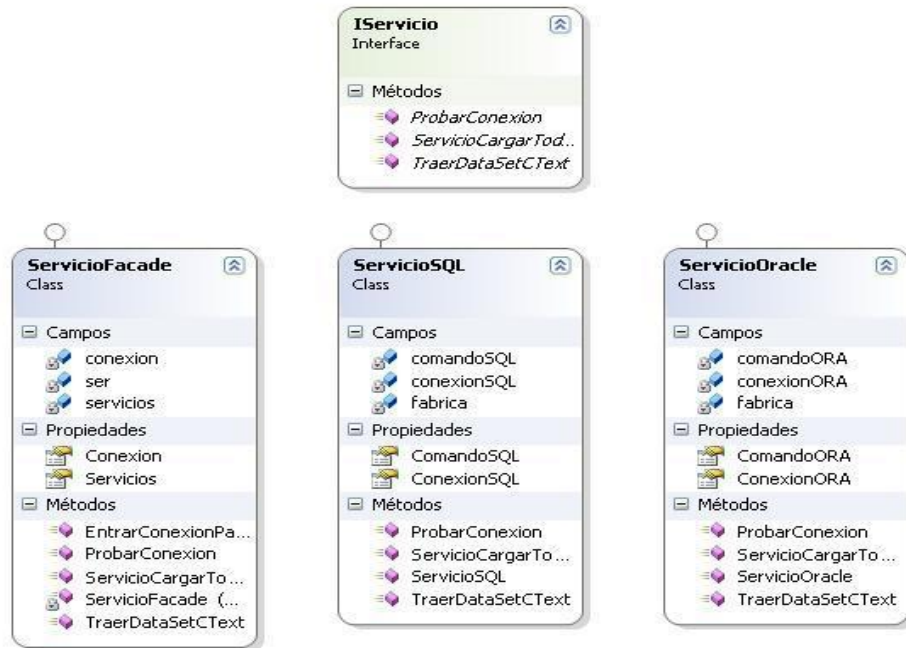 IServicio
Interface
Métodos
ProbarConexion
ServicioCargarTod...
TraerDataSetCText
ServicioFacade
Class
Campos
conexion
ser
servicios
Propiedades
Conexion
Servicios
Métodos
EntrarConexionPa...
ProbarConexion
ServicioCargarTo...
ServicioFacade (...
TraerDataSetCText
ServicioSQL
Class
Campos
comandoSQL
conexionSQL
fabrica
Propiedades
ComandoSQL
ConexionSQL
Métodos
ProbarConexion
ServicioCargarTo...
ServicioSQL
TraerDataSetCText
ServicioOracle
Class
Campos
comandoORA
conexionORA
fabrica
Propiedades
ComandoORA
ConexionORA
Métodos
ProbarConexion
ServicioCargarTo...
ServicioOracle
TraerDataSetCText